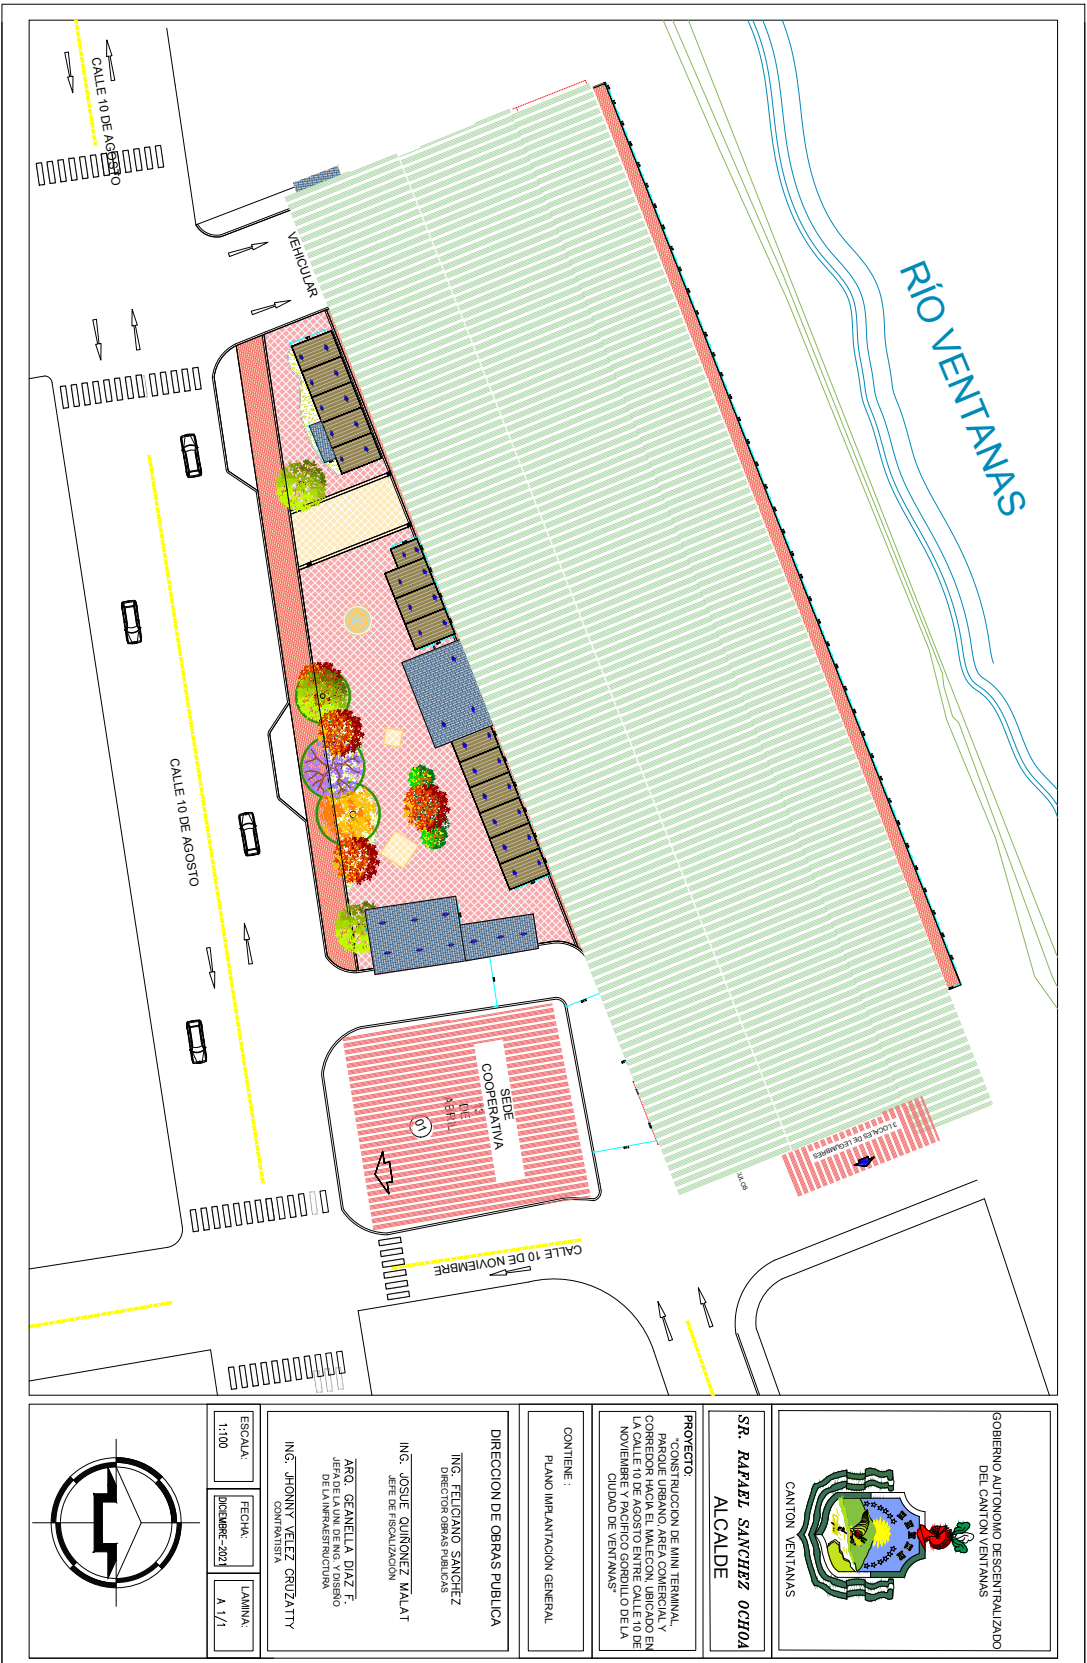 CALLE 10 DE AGOSTO
VEHICULAR
RÍO VENTANAS
CALLE 10 DE AGOSTO
SEDE
COOPERATIVA
DE
ABRIL
01
3 LOCALES DE LEGUMBRES
CALLE 10 DE NOVIEMBRE
GOBIERNO AUTONOMO DESCENTRALIZADO
DEL CANTON VENTANAS
CANTON VENTANAS
SR. RAFAEL SANCHEZ OCHOA
ALCALDE
PROYECTO:
"CONSTRUCCION DE MINI TERMINAL,
PARQUE URBANO, AREA COMERCIAL Y
CORREDOR HACIA EL MALECON, UBICADO EN
LA CALLE 10 DE AGOSTO ENTRE CALLE 10 DE
NOVIEMBRE Y PACIFICO GORDILLO DE LA
CIUDAD DE VENTANAS"
CONTIENE :
PLANO IMPLANTACIÓN GENERAL
DIRECCION DE OBRAS PUBLICA
ING. FELICIANO SANCHEZ
DIRECTOR OBRAS PUBLICAS
ING. JOSUE QUIÑONEZ MALAT
JEFE DE FISCALIZACIÓN
ARQ. GEANELLA DIAZ F.
JEFA DE LA UNI. DE ING. Y DISEÑO
DE LA INFRAESTRUCTURA
ING. JHONNY VELEZ CRUZATTY
CONTRATISTA
ESCALA:
1:100
FECHA:
DICIEMBRE-2021
LAMINA:
A 1/1